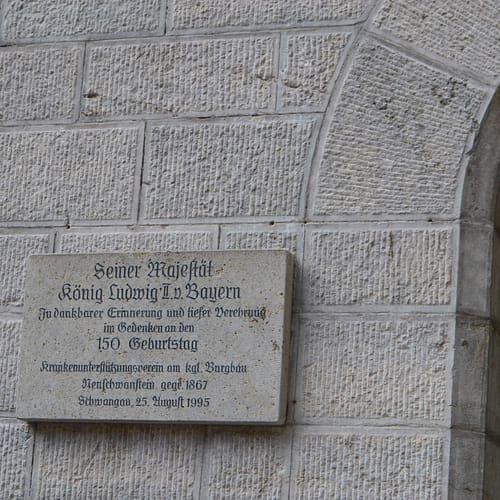 Seiner Majestät
König Ludwig II. v. Bayern
In dankbarer Erinnerung und tiefer Verehrung
im Gedenken an den
150 Geburtstag
Krankenunterstützungsverein am kgl. Burgbau
Neuschwanstein gegr. 1867
Schwangau, 25. August 1995